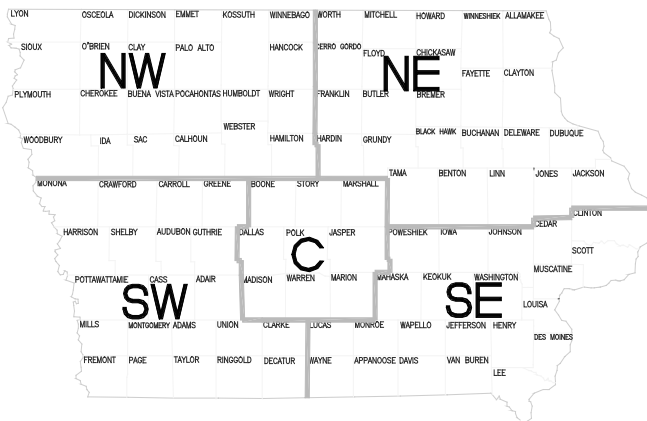 LYON OSCEOLA DICKINSON EMMET KOSSUTH WINNEBAGO WORTH MITCHELL HOWARD WINNESHIEK ALLAMAKEE
SIOUX O'BRIEN CLAY PALO ALTO HANCOCK CERRO GORDO FLOYD CHICKASAW
NW NE
FAYETTE CLAYTON
PLYMOUTH CHEROKEE BUENA VISTA POCAHONTAS HUMBOLDT WRIGHT FRANKLIN BUTLER BREMER
WEBSTER
WOODBURY IDA SAC CALHOUN HAMILTON HARDIN GRUNDY BLACK HAWK BUCHANAN DELEWARE DUBUQUE
TAMA BENTON LINN JONES JACKSON
MONONA CRAWFORD CARROLL GREENE BOONE STORY MARSHALL
CLINTON
CEDAR
HARRISON SHELBY AUDUBON GUTHRIE DALLAS POLK JASPER POWESHIEK IOWA JOHNSON
C
SCOTT
MUSCATINE
POTTAWATTAMIE CASS ADAIR MADISON WARREN MARION MAHASKA KEOKUK WASHINGTON
SW SE
LOUISA
MILLS MONTGOMERY ADAMS UNION CLARKE LUCAS MONROE WAPELLO JEFFERSON HENRY
DES MOINES
FREMONT PAGE TAYLOR RINGGOLD DECATUR WAYNE APPANOOSE DAVIS VAN BUREN
LEE